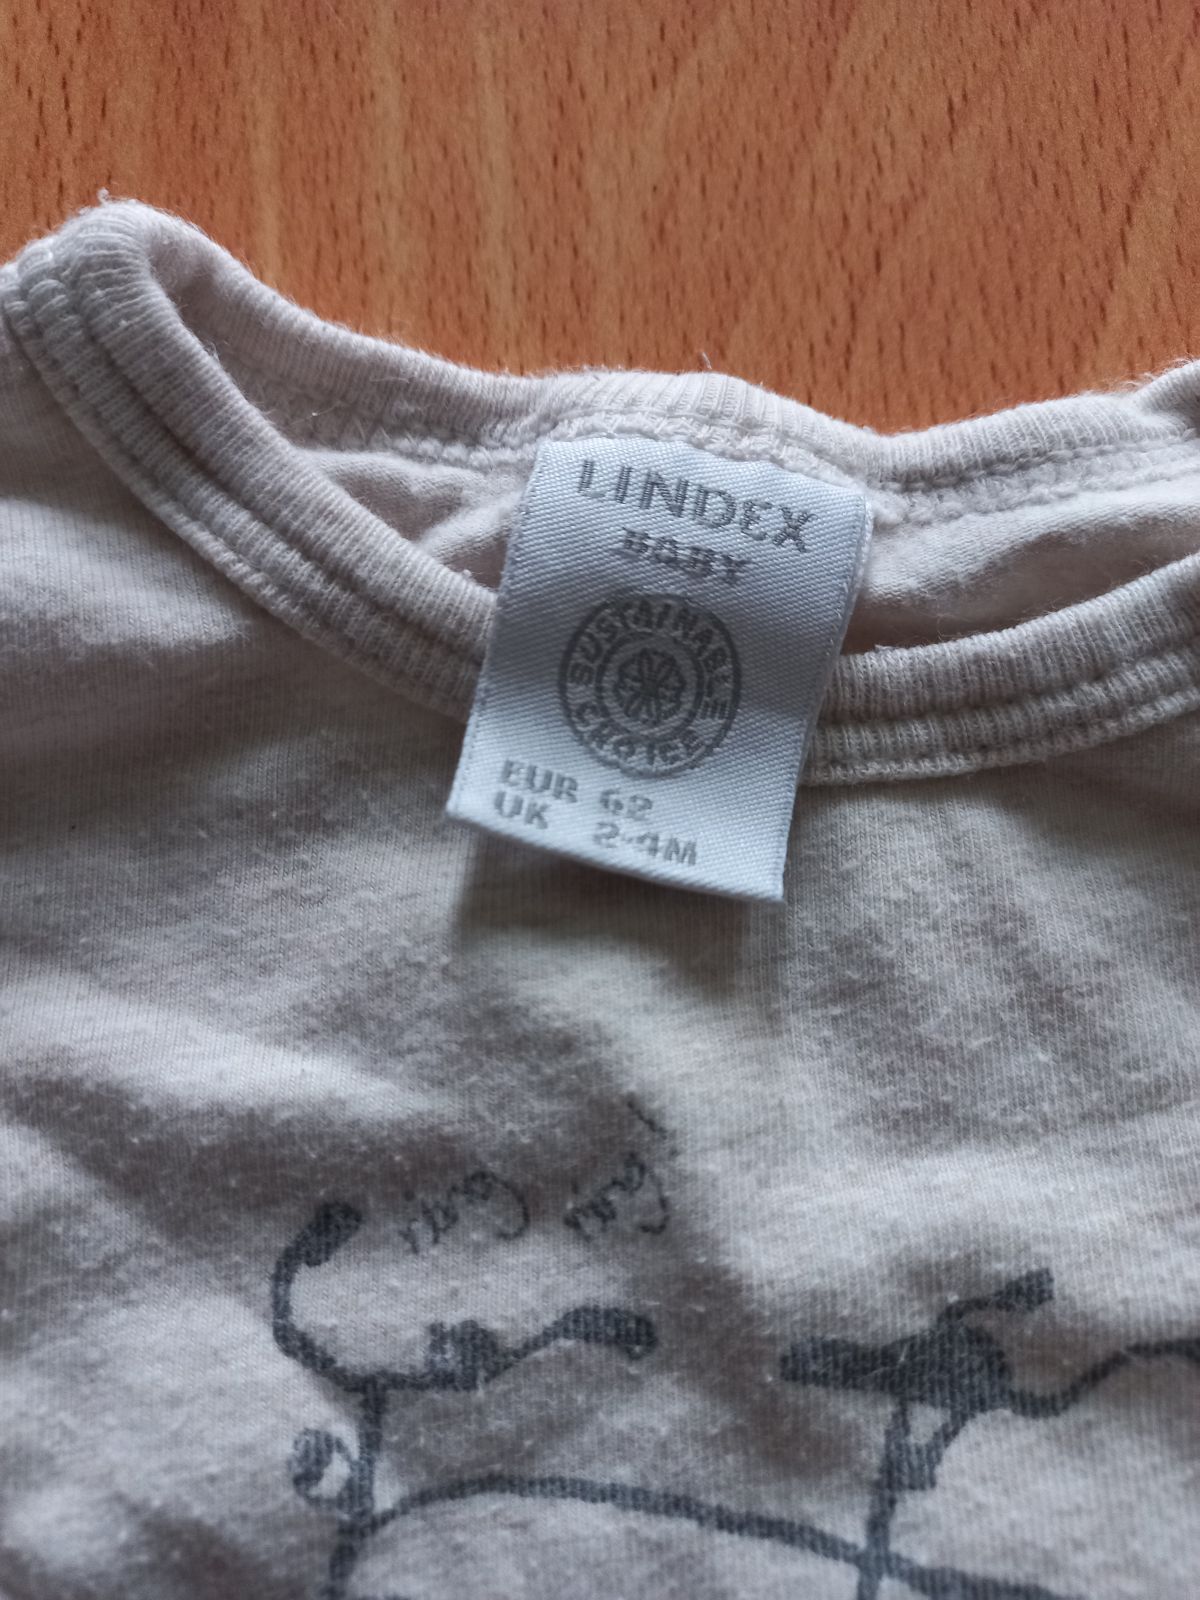 LINDEX
BABY
SUSTAINABLE CHOICE
EUR 62
UK 2-4M